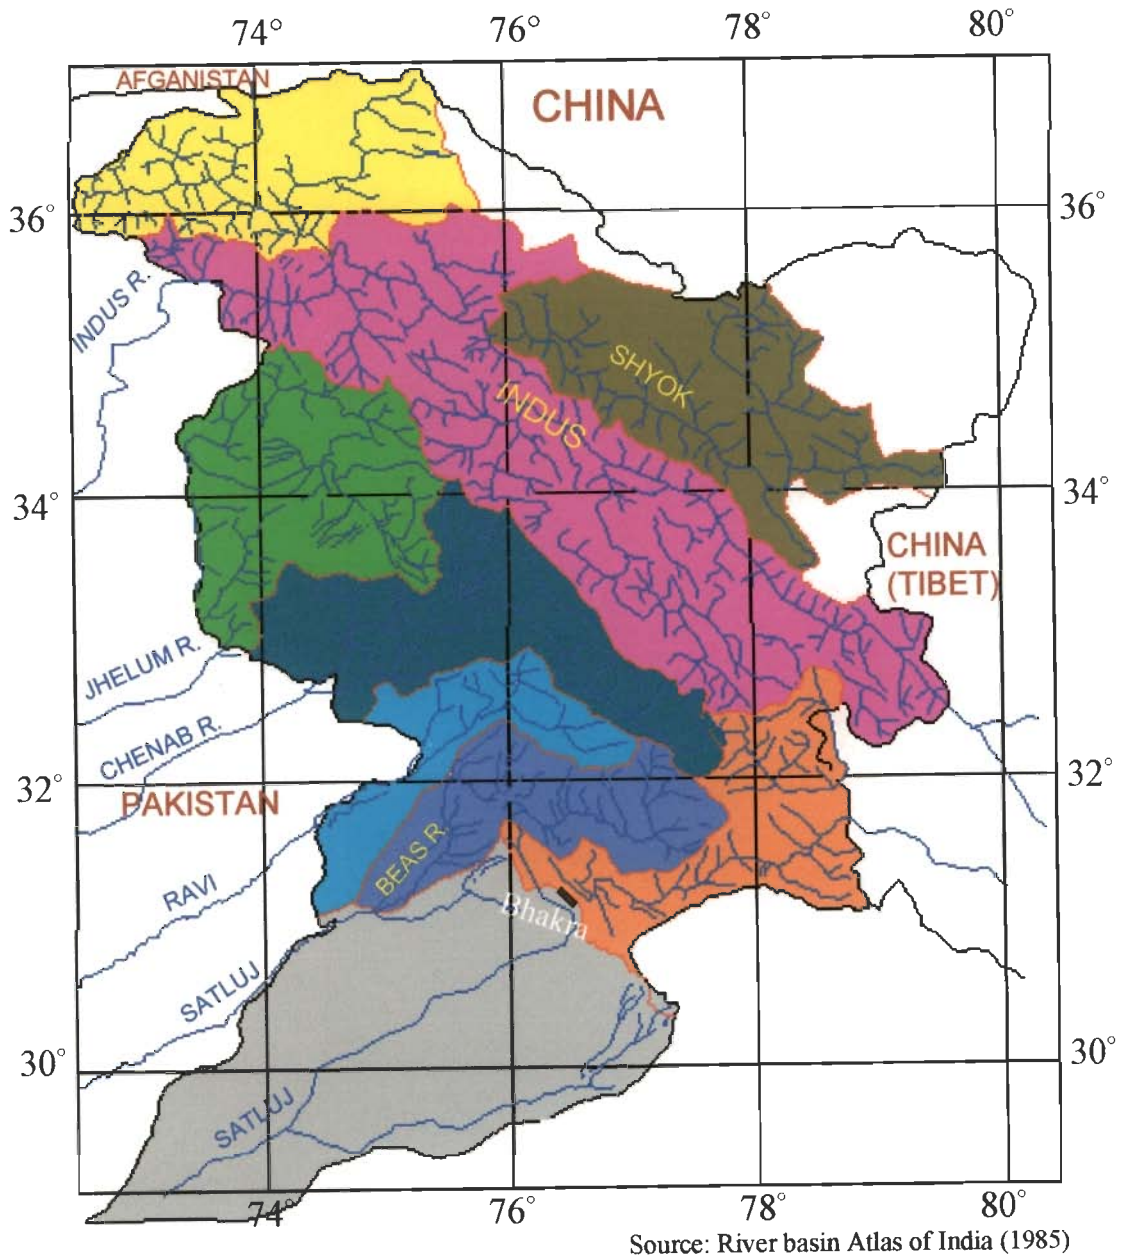 74° 76° 78° 80°
AFGANISTAN
CHINA
36° 36°
INDUS R.
SHYOK
INDUS
34° 34°
CHINA
(TIBET)
JHELUM R.
CHENAB R.
32° 32°
PAKISTAN
BEAS R.
RAVI
Bhakra
SATLUJ
30° 30°
SATLUJ
74° 76° 78° 80°
Source: River basin Atlas of India (1985)